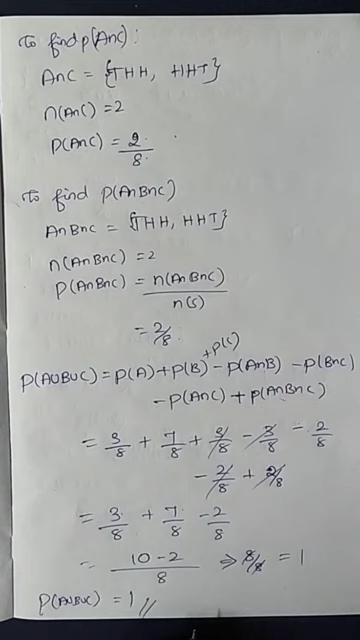 To find P(A∩C):
A∩C = {THH, HHT}
n(A∩C) = 2
P(A∩C) = 2/8
To find P(A∩B∩C)
A∩B∩C = {THH, HHT}
n(A∩B∩C) = 2
P(A∩B∩C) = n(A∩B∩C)/n(S)
= 2/8
P(A∪B∪C) = P(A) + P(B) + P(C) - P(A∩B) - P(B∩C)
- P(A∩C) + P(A∩B∩C)
= 3/8 + 7/8 + 2/8 - 2/8 - 2/8
- 2/8 + 2/8
= 3/8 + 7/8 - 2/8
= 10-2/8 ⇒ 8/8 = 1
P(A∪B∪C) = 1 //